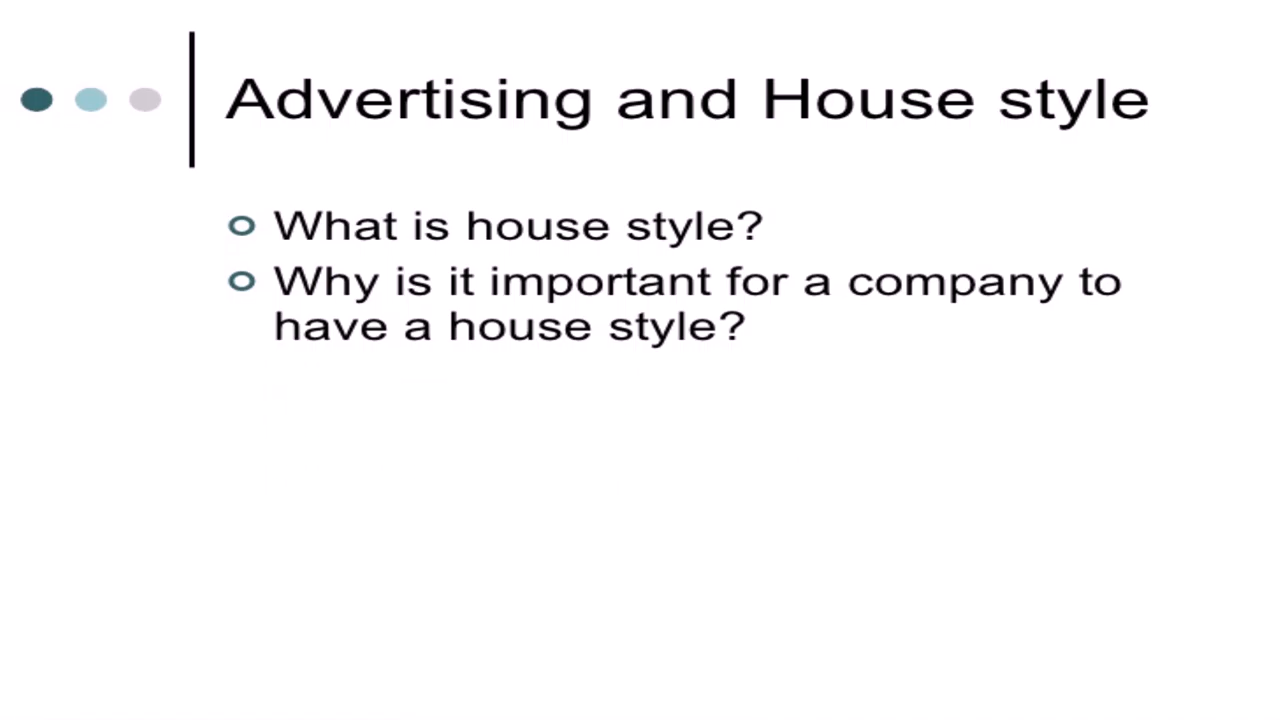 Advertising and House style
What is house style?
Why is it important for a company to
have a house style?